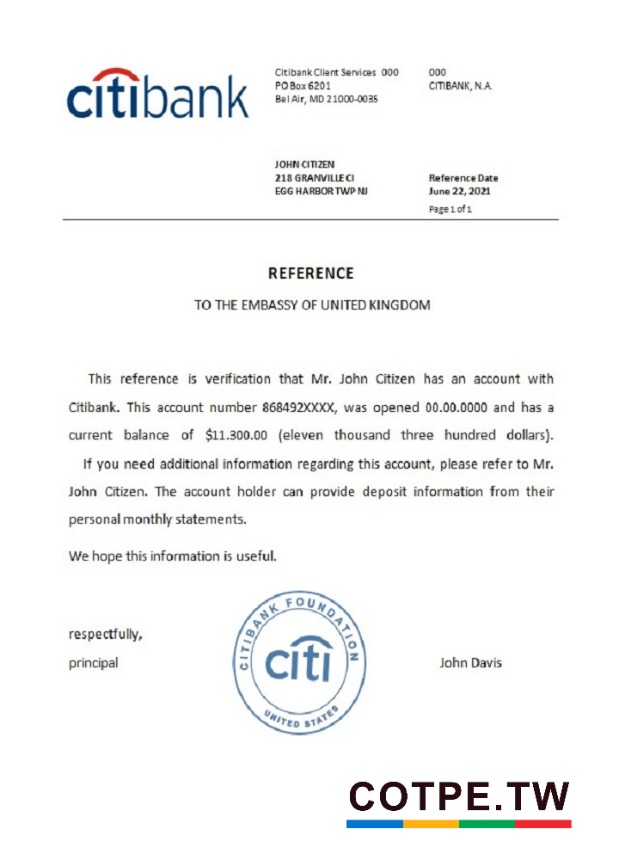 citibank
Citibank Client Services 000
PO Box 6201
Bel Air, MD 21000-0035
000
CITIBANK, N.A.
JOHN CITIZEN
218 GRANVILLE CI
EGG HARBOR TWP NJ
Reference Date
June 22, 2021
Page 1 of 1
REFERENCE
TO THE EMBASSY OF UNITED KINGDOM
This reference is verification that Mr. John Citizen has an account with
Citibank. This account number 868492XXXX, was opened 00.00.0000 and has a
current balance of $11.300.00 (eleven thousand three hundred dollars).
If you need additional information regarding this account, please refer to Mr.
John Citizen. The account holder can provide deposit information from their
personal monthly statements.
We hope this information is useful.
respectfully,
principal
CITIBANK FOUNDATION
citi
UNITED STATES
John Davis
COTPE.TW